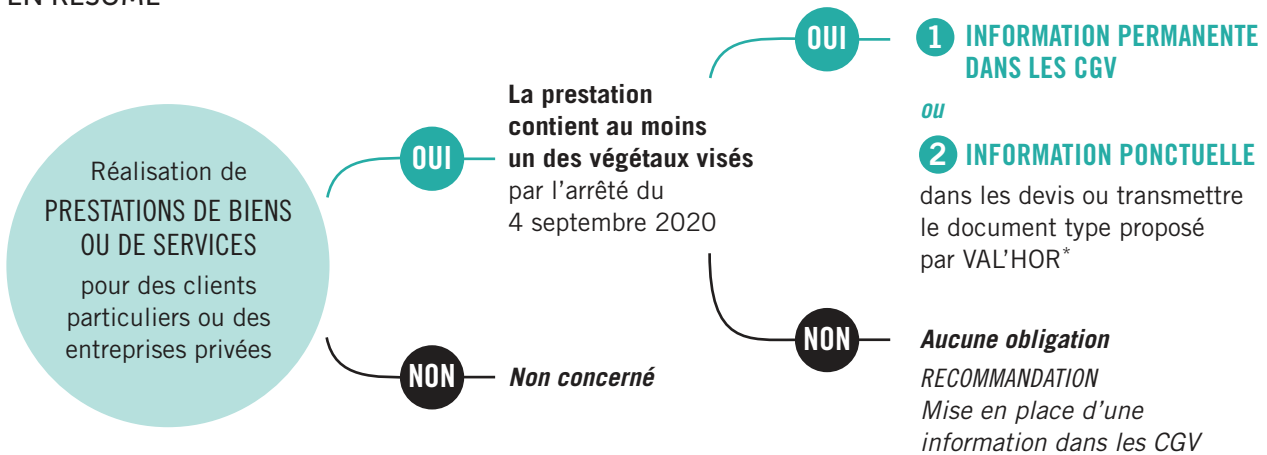 EN RÉSUMÉ
Réalisation de
PRESTATIONS DE BIENS
OU DE SERVICES
pour des clients
particuliers ou des
entreprises privées
OUI
La prestation
contient au moins
un des végétaux visés
par l'arrêté du
4 septembre 2020
OUI
1 INFORMATION PERMANENTE
DANS LES CGV
ou
2 INFORMATION PONCTUELLE
dans les devis ou transmettre
le document type proposé
par VAL'HOR*
NON
Aucune obligation
RECOMMANDATION
Mise en place d'une
information dans les CGV
NON
Non concerné